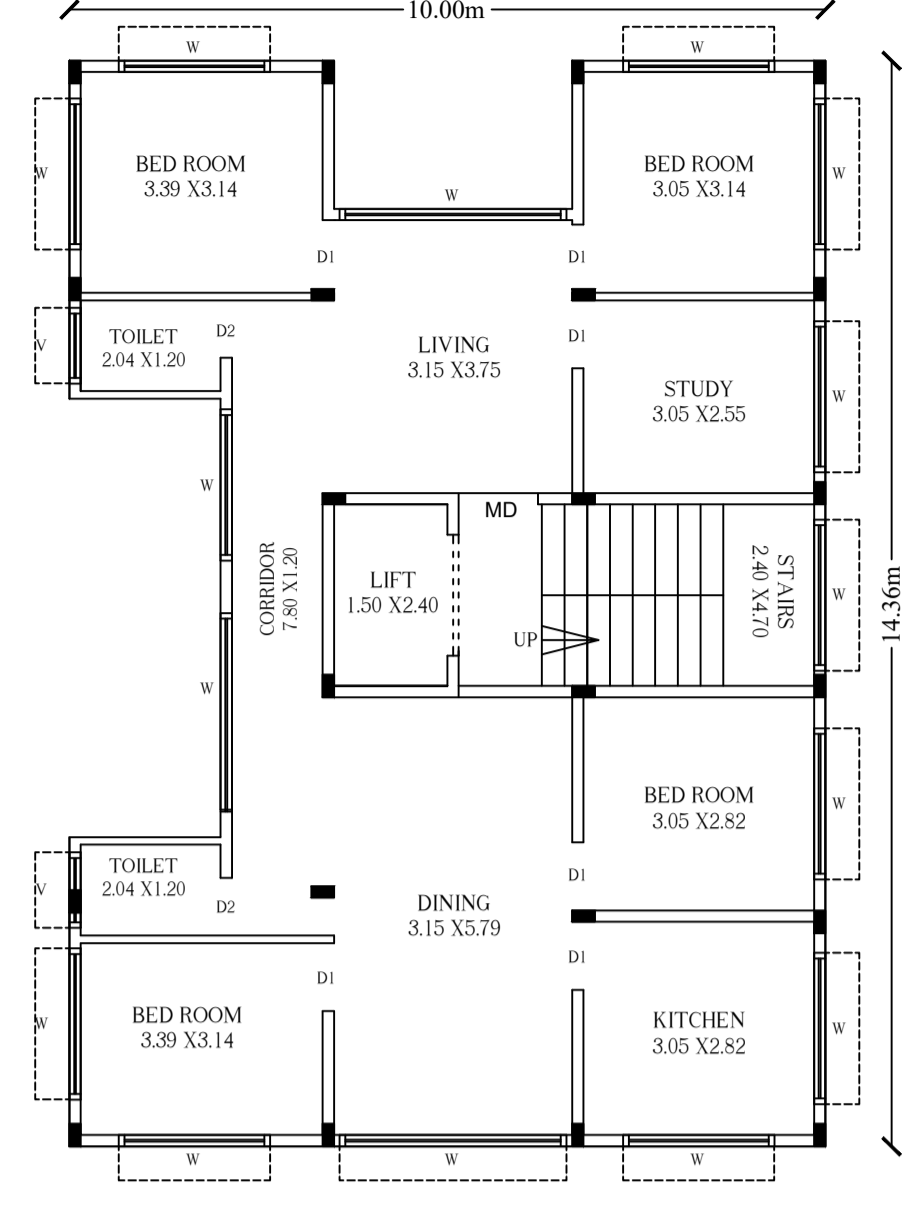 10.00m
W
W
W
BED ROOM
3.39 X3.14
BED ROOM
3.05 X3.14
W
W
D1
D1
V
TOILET
2.04 X1.20
D2
LIVING
3.15 X3.75
D1
STUDY
3.05 X2.55
W
W
MD
CORRIDOR
7.80 X1.20
LIFT
1.50 X2.40
UP
STAIRS
2.40 X4.70
W
14.36m
W
BED ROOM
3.05 X2.82
W
TOILET
2.04 X1.20
V
D2
DINING
3.15 X5.79
D1
D1
D1
W
BED ROOM
3.39 X3.14
KITCHEN
3.05 X2.82
W
W
W
W